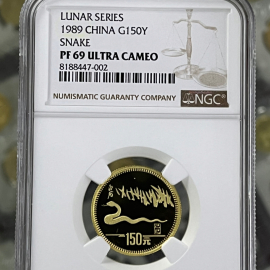 LUNAR SERIES
1989 CHINA G150Y
SNAKE
PF 69 ULTRA CAMEO
8188447-002
NUMISMATIC GUARANTY COMPANY
NGC
150元